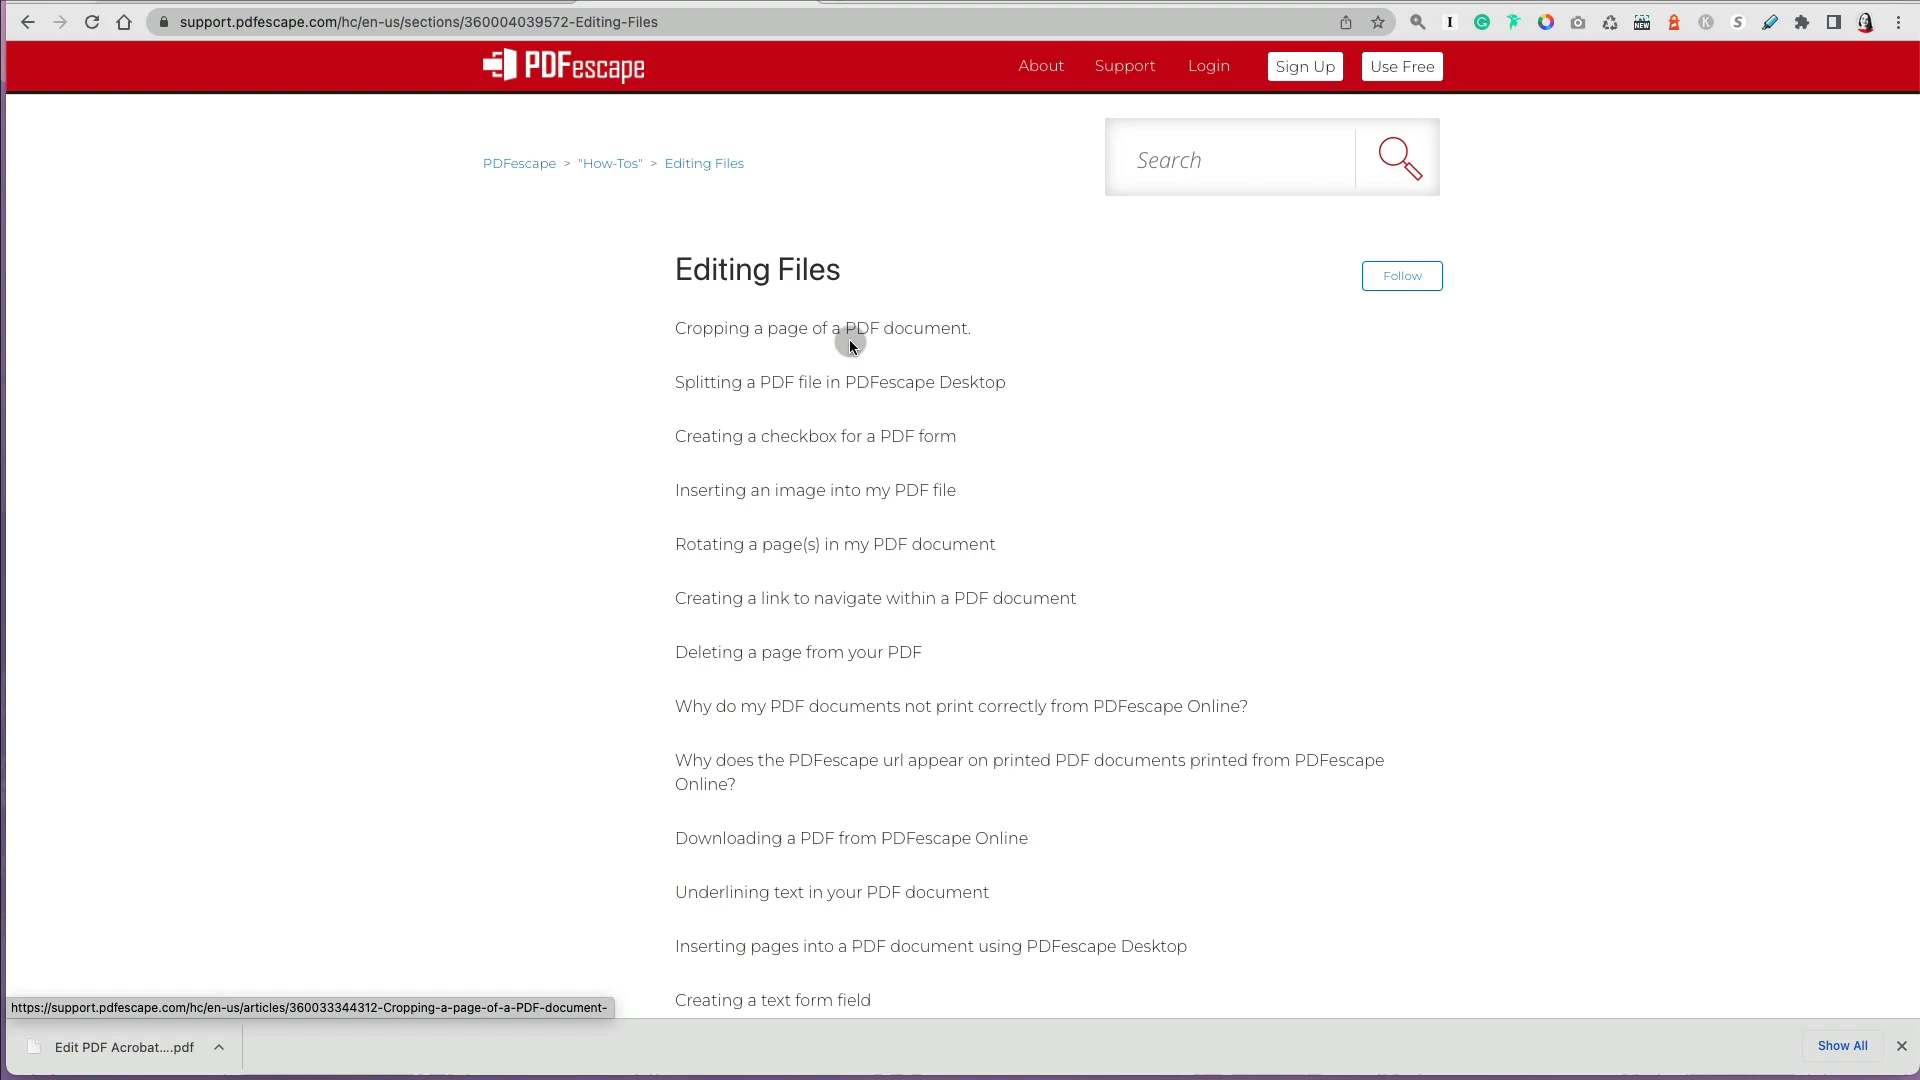 support.pdfescape.com/hc/en-us/sections/360004039572-Editing-Files
PDFescape
About
Support
Login
Sign Up
Use Free
PDFescape > "How-Tos" > Editing Files
Search
Editing Files
Follow
Cropping a page of a PDF document.
Splitting a PDF file in PDFescape Desktop
Creating a checkbox for a PDF form
Inserting an image into my PDF file
Rotating a page(s) in my PDF document
Creating a link to navigate within a PDF document
Deleting a page from your PDF
Why do my PDF documents not print correctly from PDFescape Online?
Why does the PDFescape url appear on printed PDF documents printed from PDFescape
Online?
Downloading a PDF from PDFescape Online
Underlining text in your PDF document
Inserting pages into a PDF document using PDFescape Desktop
Creating a text form field
https://support.pdfescape.com/hc/en-us/articles/360033344312-Cropping-a-page-of-a-PDF-document-
Edit PDF Acrobat....pdf
Show All